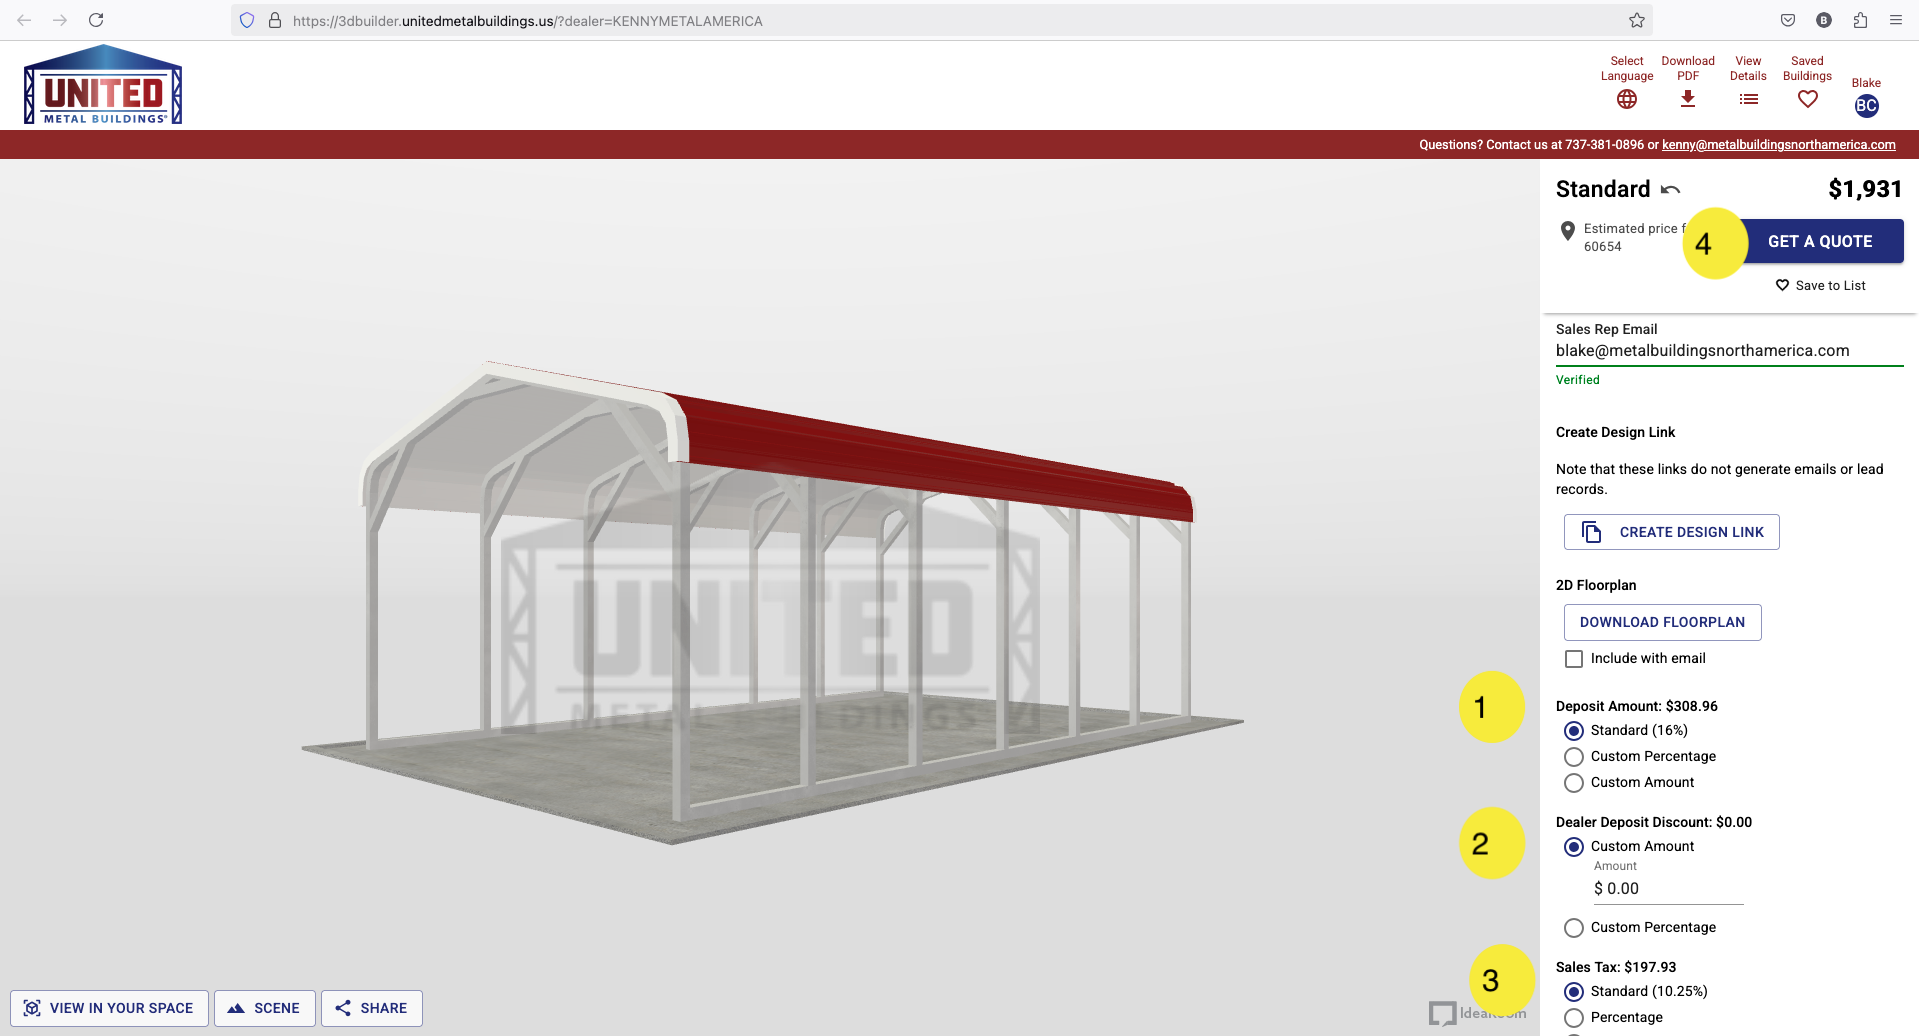 https://3dbuilder.unitedmetalbuildings.us/?dealer=KENNYMETALAMERICA
B
UNITED
METAL BUILDINGS
Select Language
Download PDF
View Details
Saved Buildings
Blake
BC
Questions? Contact us at 737-381-0896 or kenny@metalbuildingsnorthamerica.com
Standard
$1,931
Estimated price
60654
4
GET A QUOTE
Save to List
Sales Rep Email
blake@metalbuildingsnorthamerica.com
Verified
Create Design Link
Note that these links do not generate emails or lead
records.
CREATE DESIGN LINK
2D Floorplan
DOWNLOAD FLOORPLAN
Include with email
UNITED
METAL BUILDINGS
1
Deposit Amount: $308.96
Standard (16%)
Custom Percentage
Custom Amount
2
Dealer Deposit Discount: $0.00
Custom Amount
Amount
$ 0.00
Custom Percentage
3
Sales Tax: $197.93
Standard (10.25%)
Percentage
VIEW IN YOUR SPACE
SCENE
SHARE